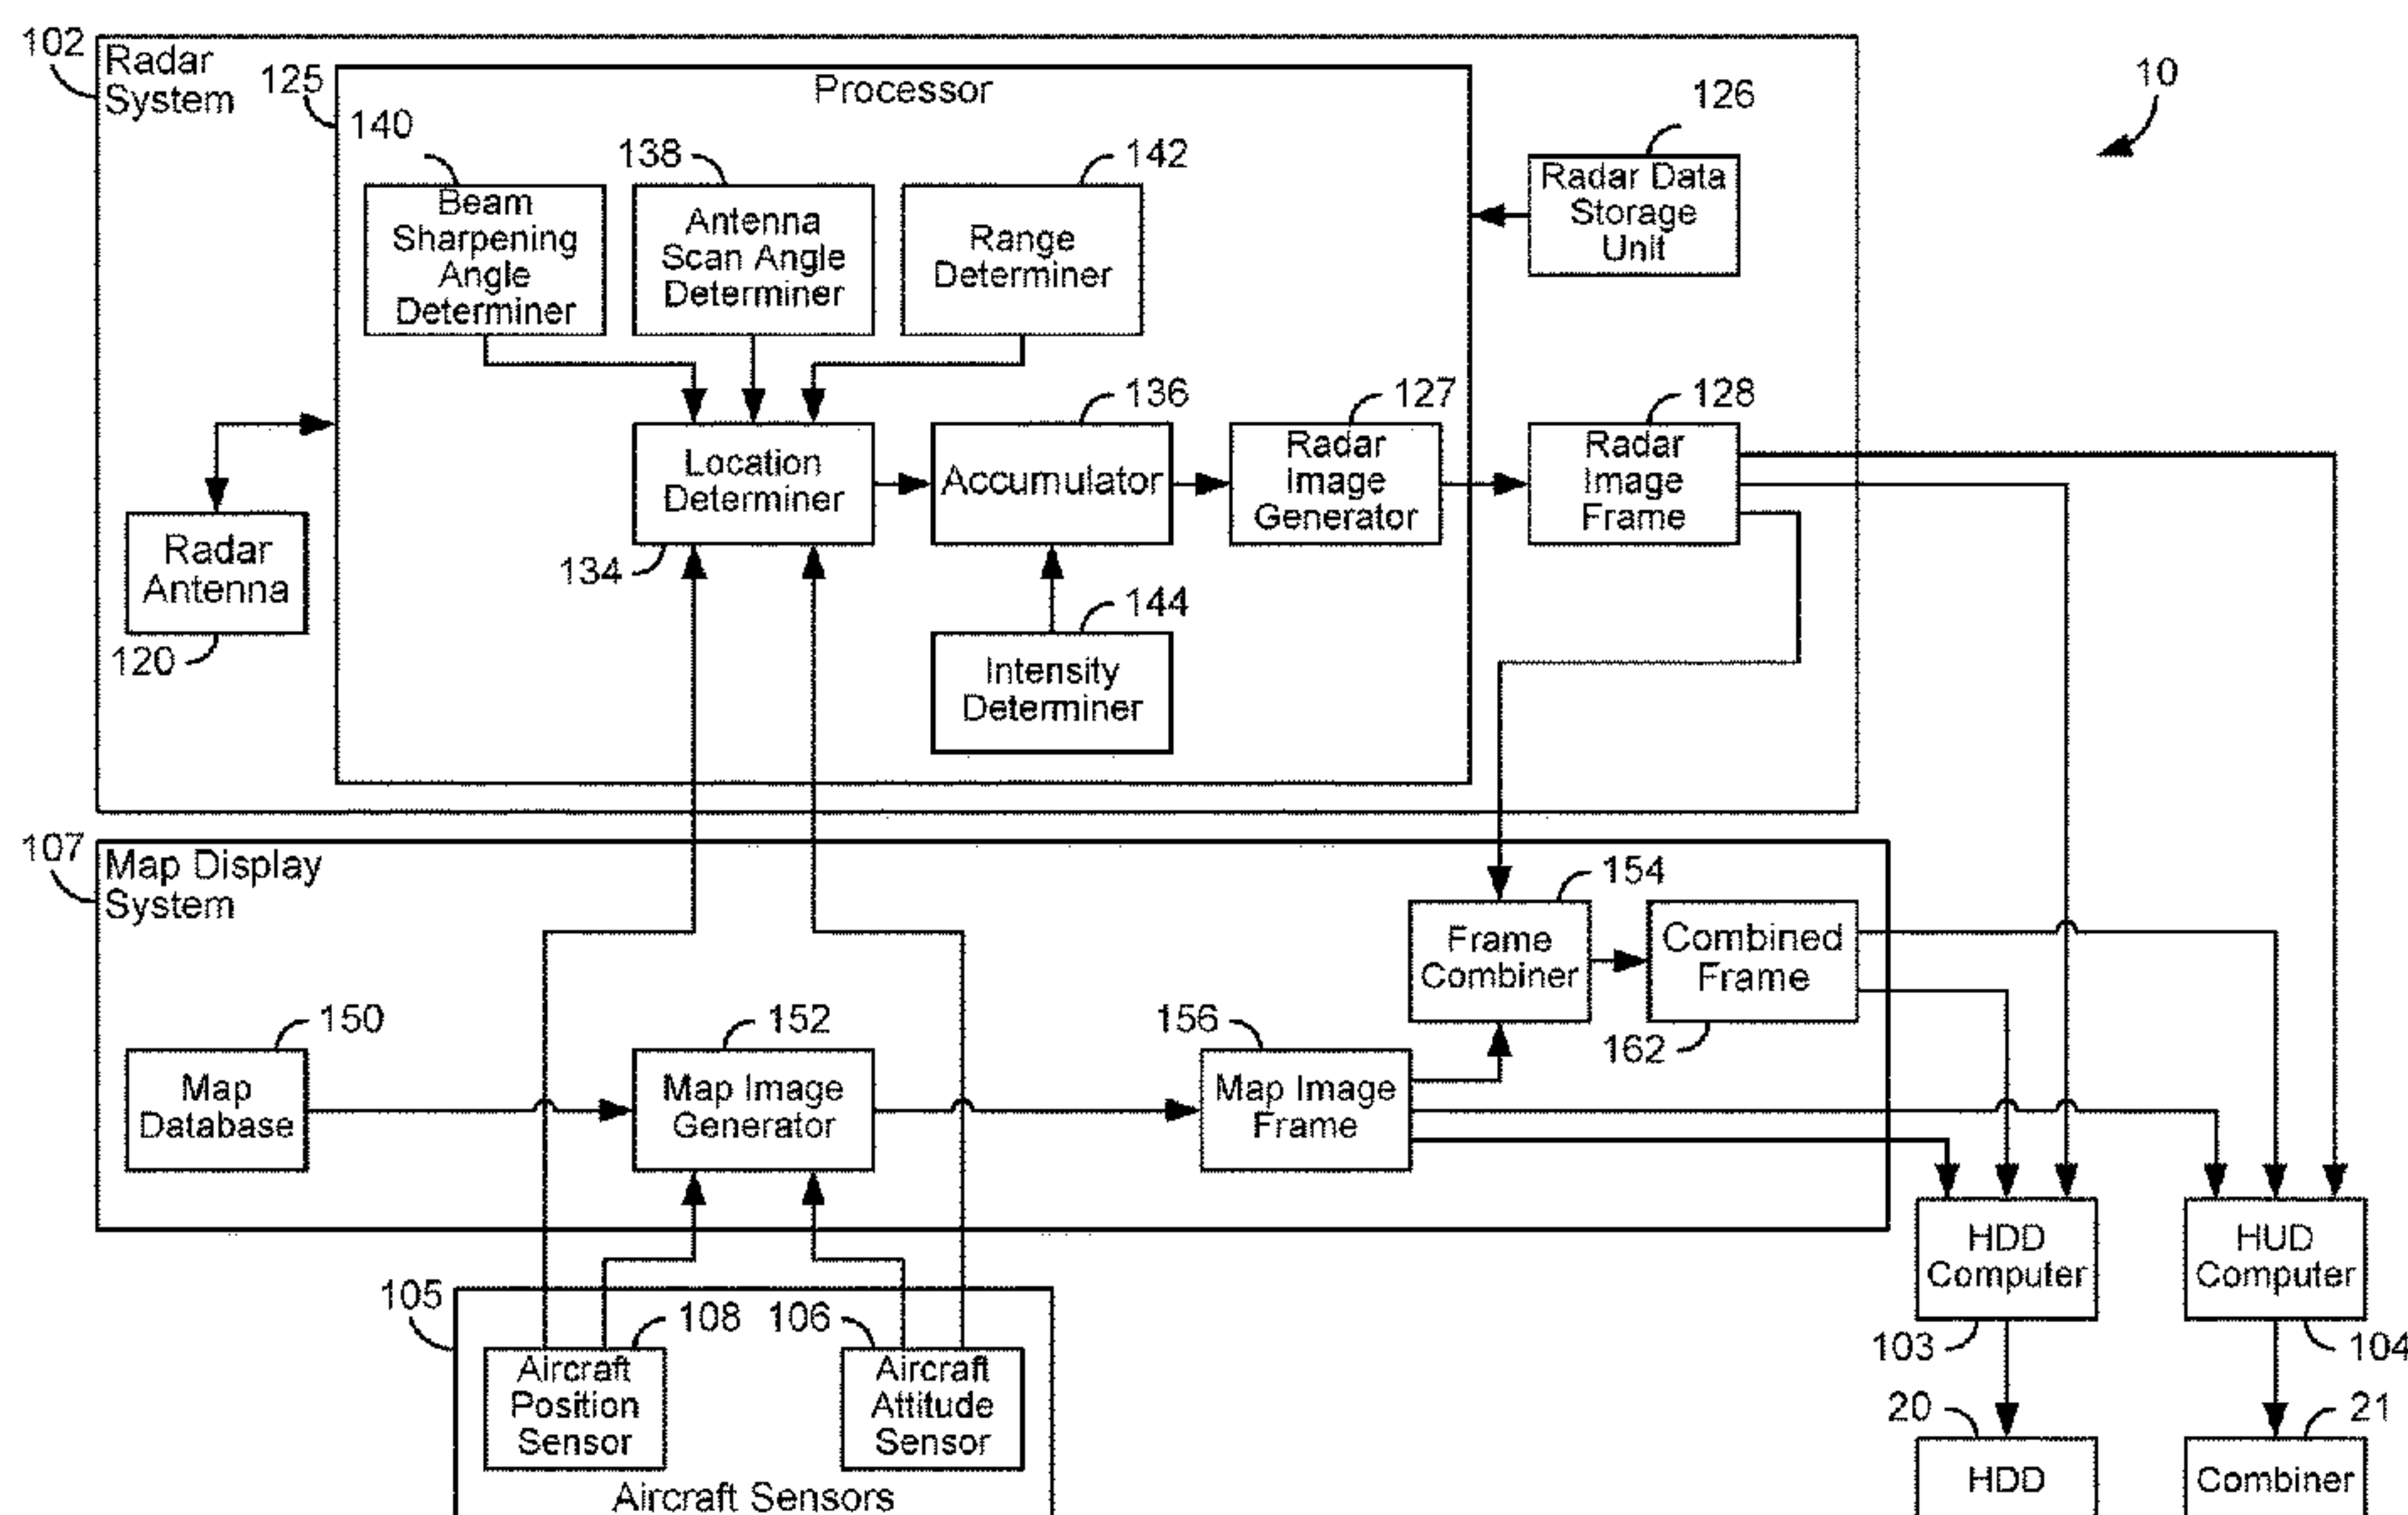 102
Radar
System
125
Processor
126
10
140
138
142
Beam
Sharpening
Angle
Determiner
Antenna
Scan Angle
Determiner
Range
Determiner
Radar Data
Storage
Unit
136
127
128
Location
Determiner
Accumulator
Radar
Image
Generator
Radar
Image
Frame
134
Radar
Antenna
120
144
Intensity
Determiner
107
Map Display
System
154
Frame
Combiner
Combined
Frame
162
150
152
156
Map
Database
Map Image
Generator
Map Image
Frame
HDD
Computer
HUD
Computer
103
104
105
108
106
Aircraft
Position
Sensor
Aircraft
Attitude
Sensor
Aircraft Sensors
20
21
HDD
Combiner